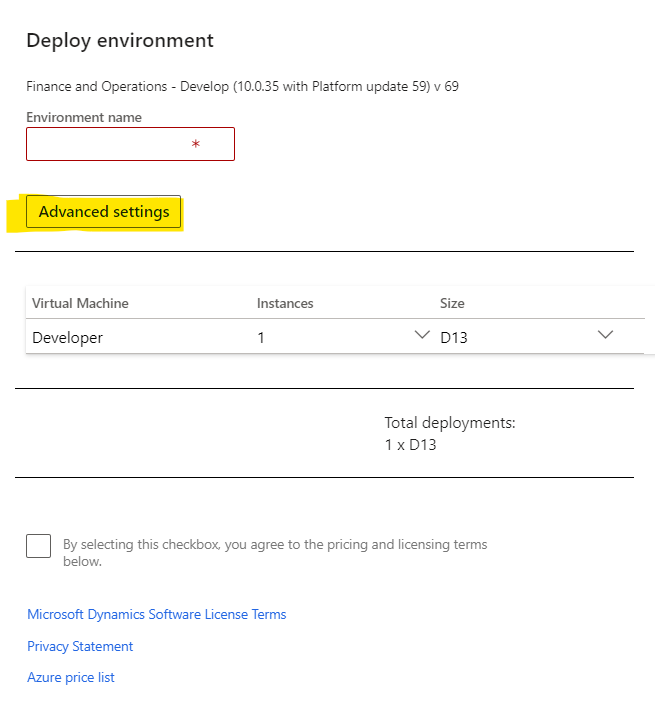 Deploy environment
Finance and Operations - Develop (10.0.35 with Platform update 59) v 69
Environment name
*
Advanced settings
Virtual Machine Instances Size
Developer 1 D13
Total deployments:
1 x D13
By selecting this checkbox, you agree to the pricing and licensing terms
below.
Microsoft Dynamics Software License Terms
Privacy Statement
Azure price list